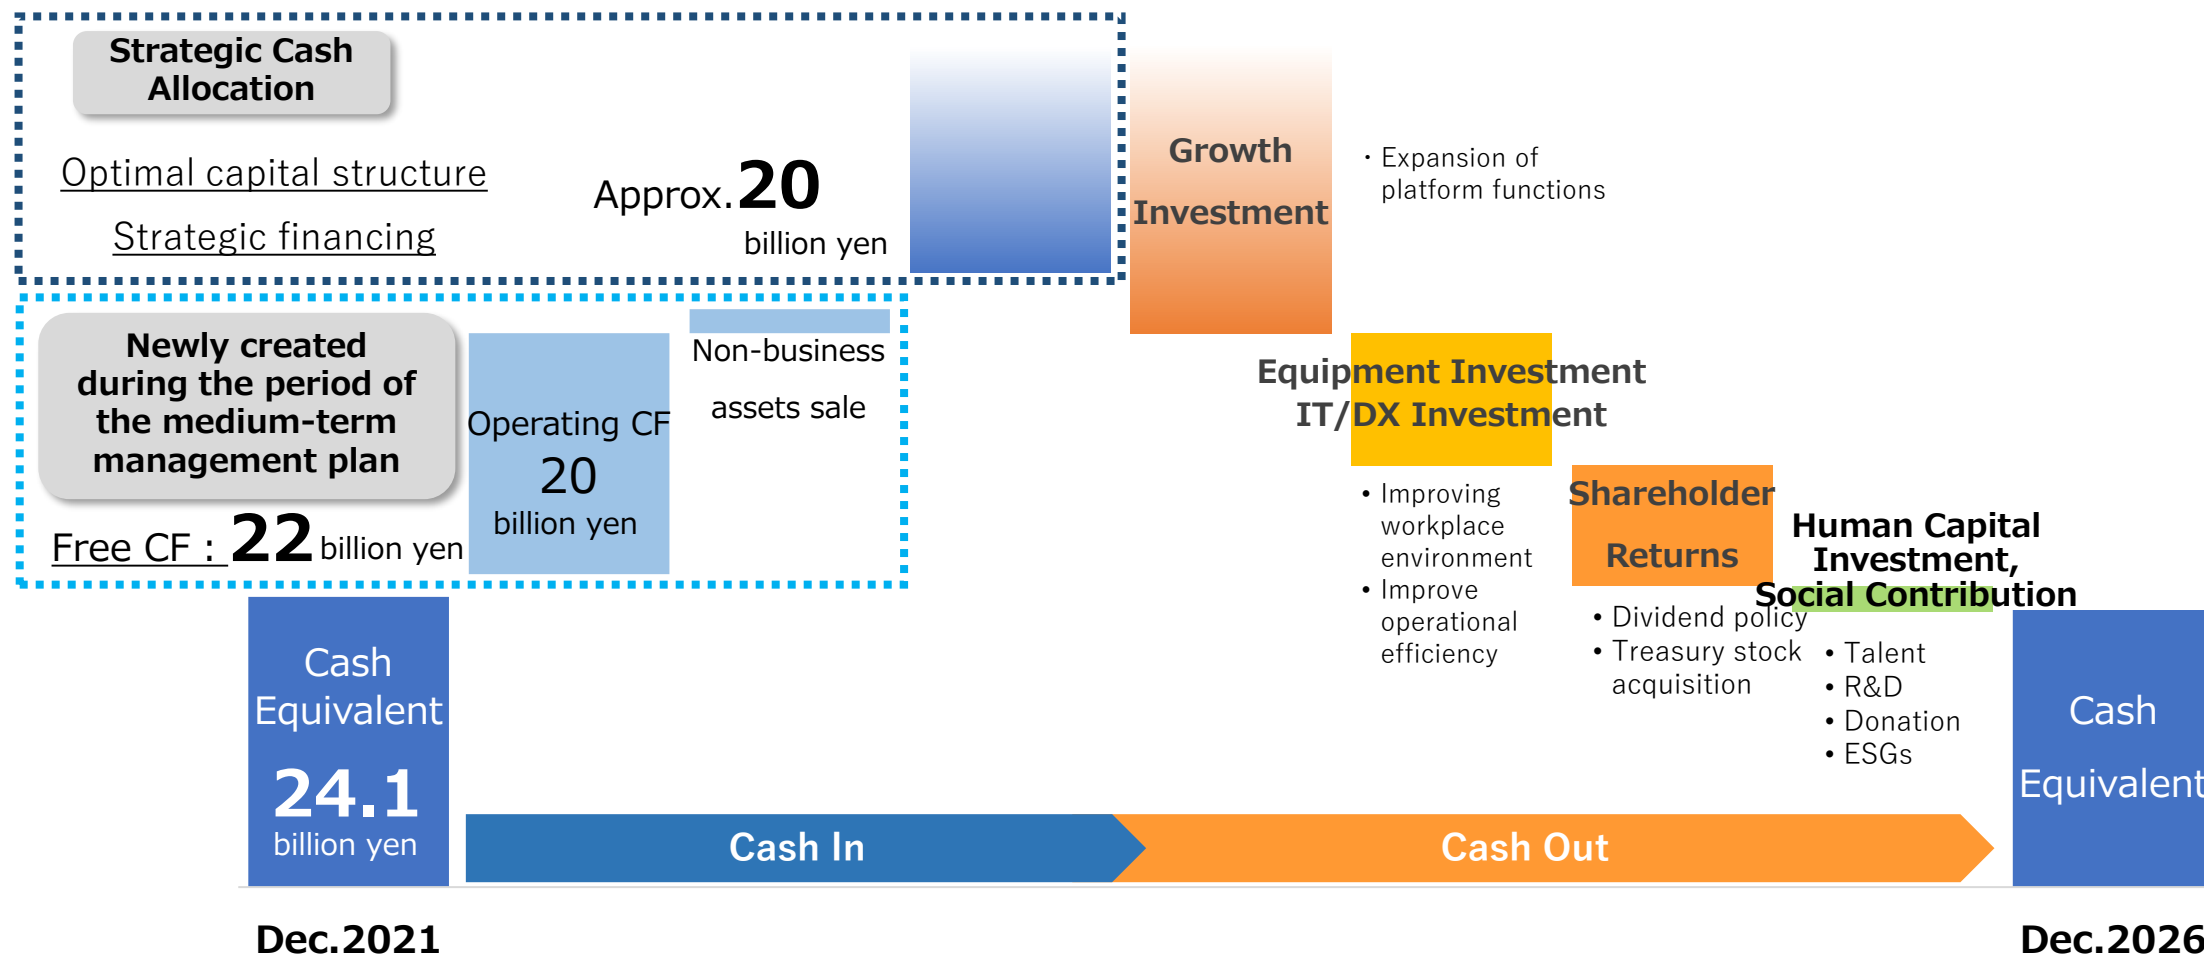 Strategic Cash
Allocation
Optimal capital structure
Strategic financing
Approx.20
billion yen
Growth
Investment
・Expansion of
platform functions
Newly created
during the period of
the medium-term
management plan
Free CF : 22 billion yen
Operating CF
20
billion yen
Non-business
assets sale
Equipment Investment
IT/DX Investment
• Improving
workplace
environment
• Improve
operational
efficiency
Shareholder
Returns
• Dividend policy
• Treasury stock
acquisition
Human Capital
Investment,
Social Contribution
• Talent
• R&D
• Donation
• ESGs
Cash
Equivalent
24.1
billion yen
Cash In
Cash Out
Cash
Equivalent
Dec.2021
Dec.2026